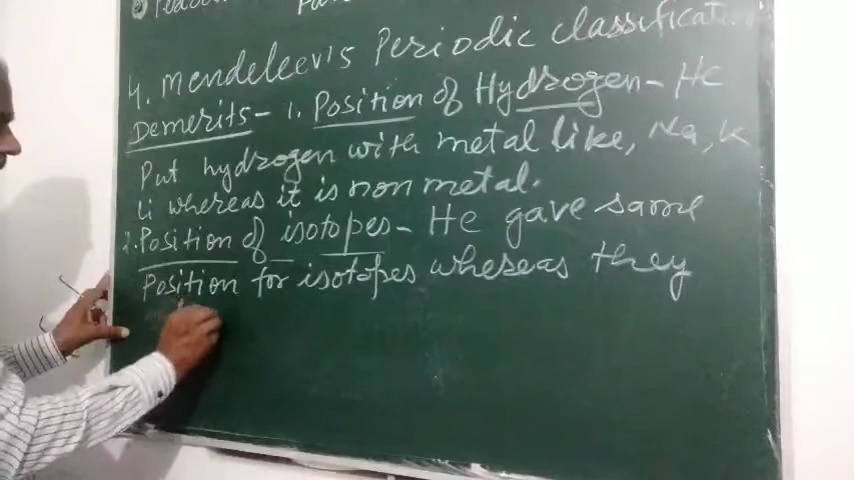 4. Mendeleev's Periodic classificat
Demerits- 1. Position of Hydrogen- He
Put hydrogen with metal like, Na, K
Li whereas it is non metal.
2. Position of isotopes- He gave same
Position for isotopes whereas they